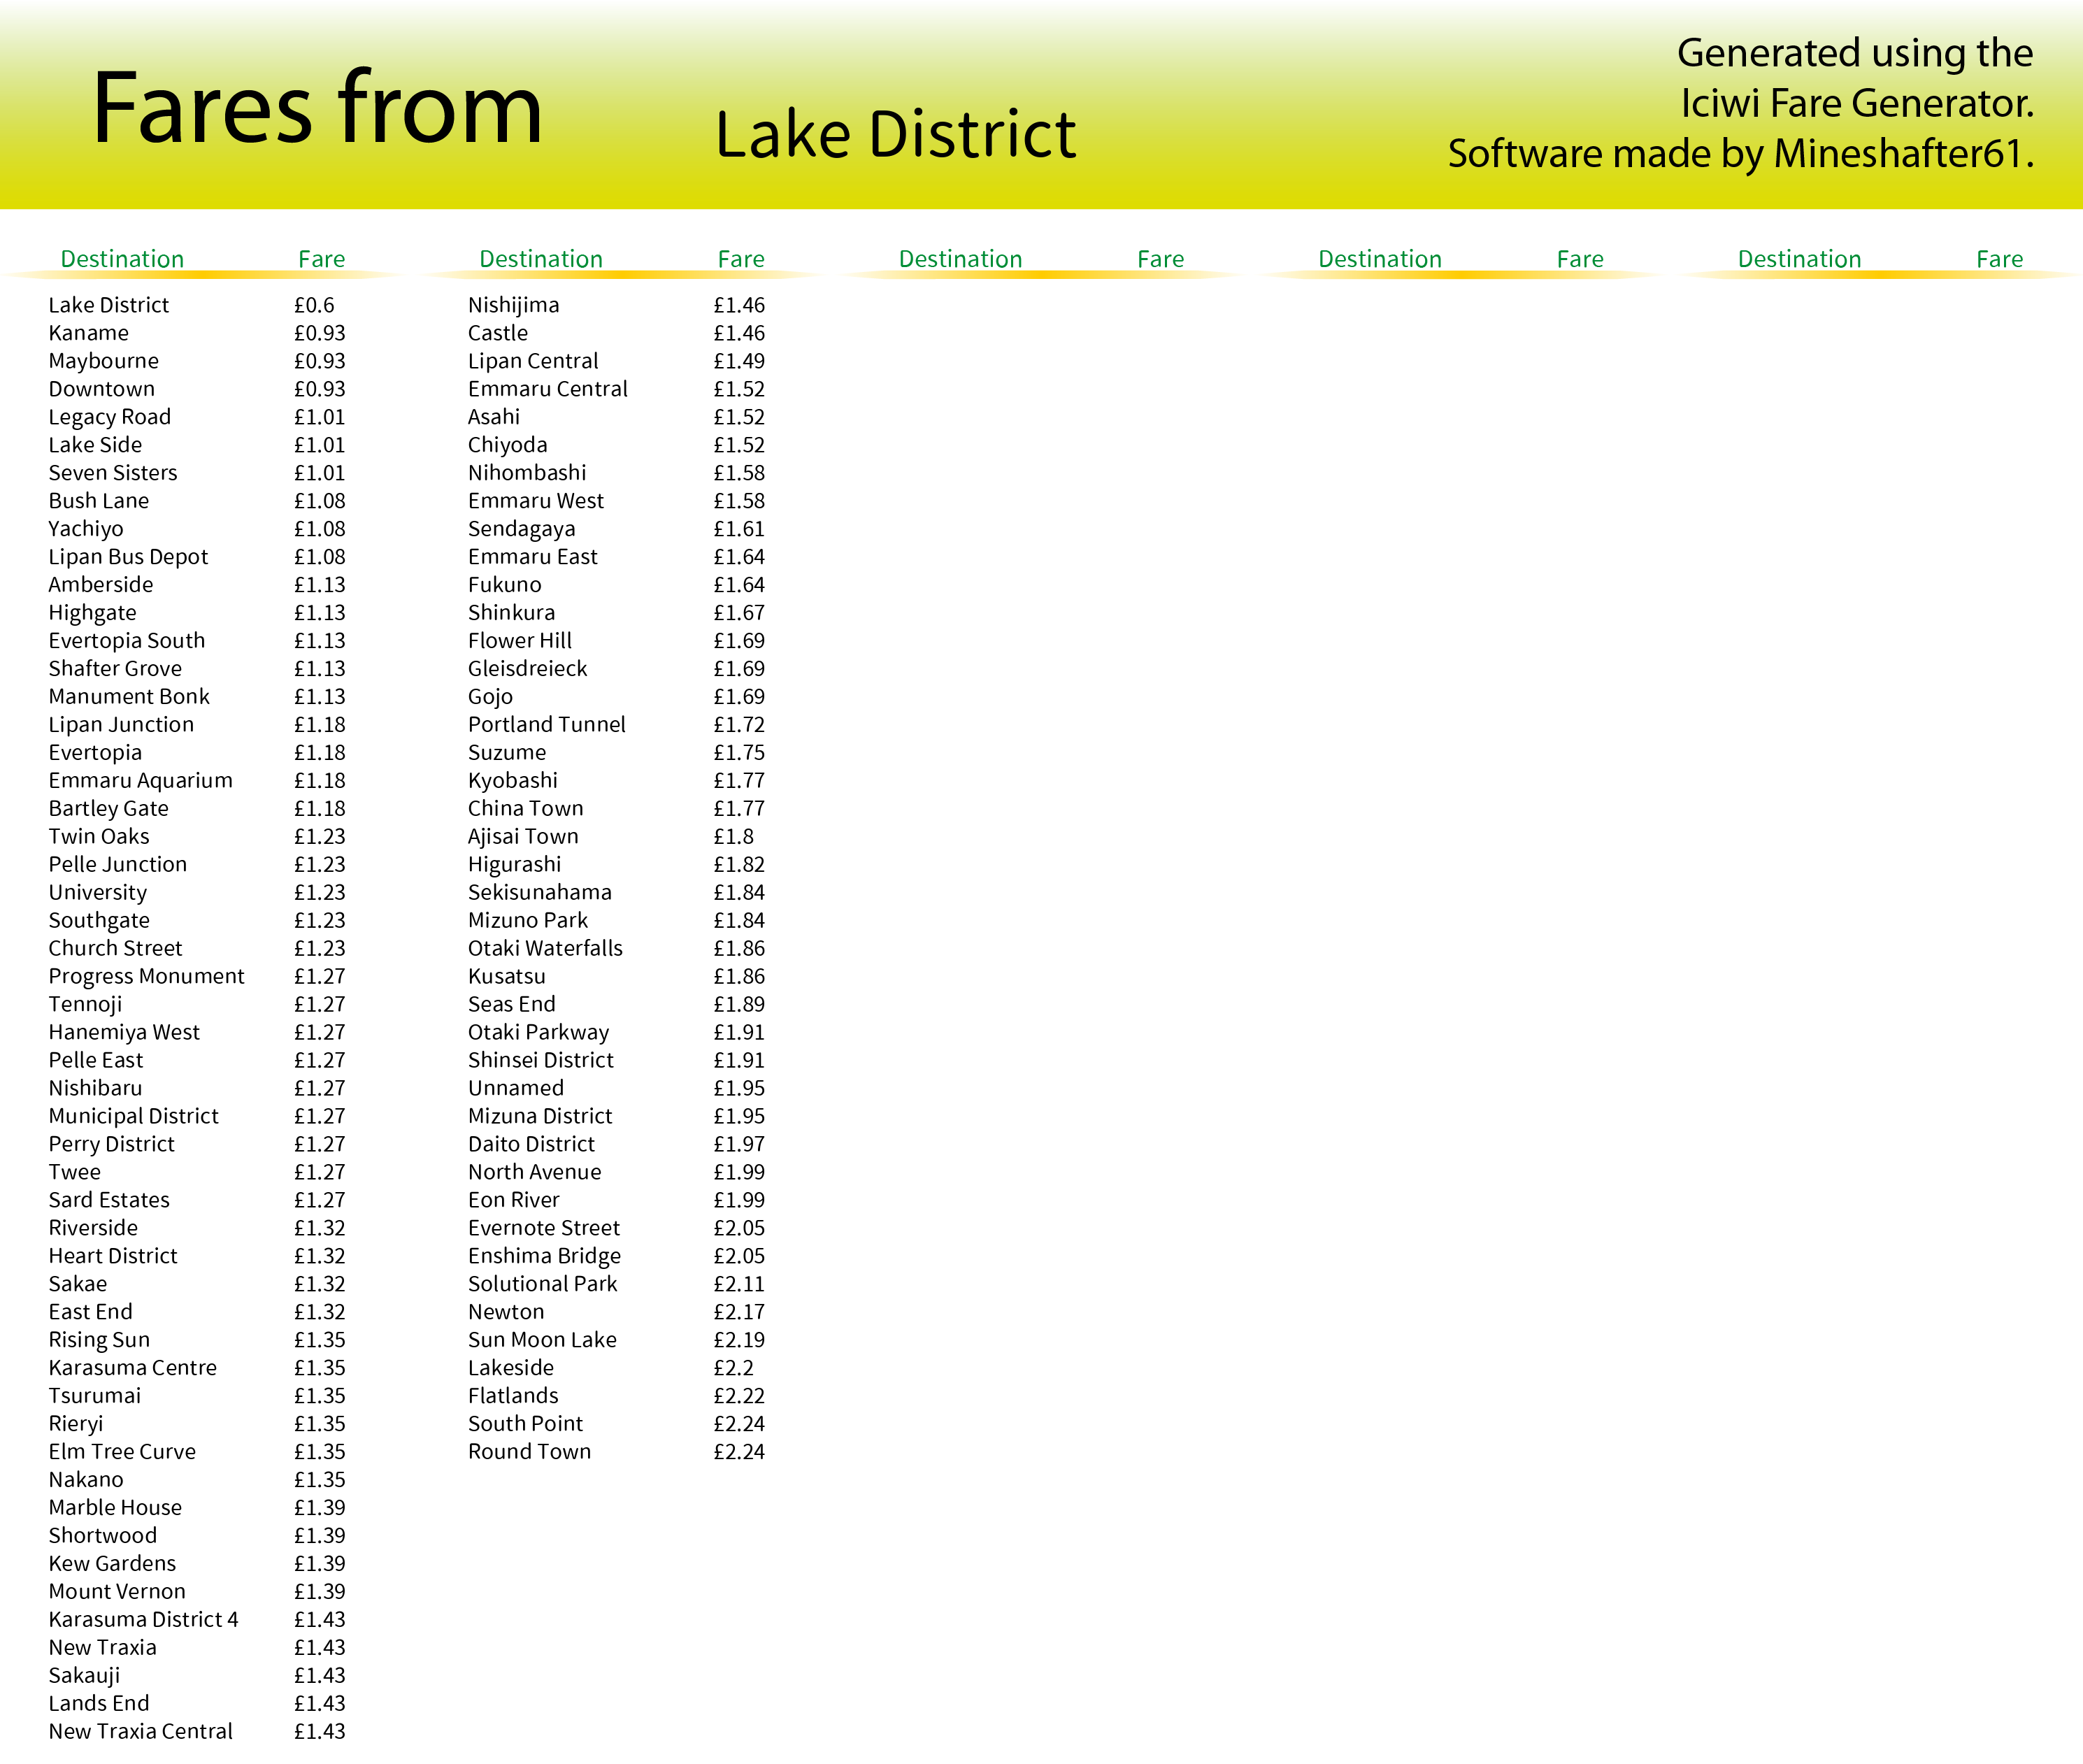 Fares from
Lake District
Generated using the
Iciwi Fare Generator.
Software made by Mineshafter61.
Destination Fare Destination Fare Destination Fare Destination Fare Destination Fare
Lake District £0.6
Kaname £0.93
Maybourne £0.93
Downtown £0.93
Legacy Road £1.01
Lake Side £1.01
Seven Sisters £1.01
Bush Lane £1.08
Yachiyo £1.08
Lipan Bus Depot £1.08
Amberside £1.13
Highgate £1.13
Evertopia South £1.13
Shafter Grove £1.13
Manument Bonk £1.13
Lipan Junction £1.18
Evertopia £1.18
Emmaru Aquarium £1.18
Bartley Gate £1.18
Twin Oaks £1.23
Pelle Junction £1.23
University £1.23
Southgate £1.23
Church Street £1.23
Progress Monument £1.27
Tennoji £1.27
Hanemiya West £1.27
Pelle East £1.27
Nishibaru £1.27
Municipal District £1.27
Perry District £1.27
Twee £1.27
Sard Estates £1.27
Riverside £1.32
Heart District £1.32
Sakae £1.32
East End £1.32
Rising Sun £1.35
Karasuma Centre £1.35
Tsurumai £1.35
Rieryi £1.35
Elm Tree Curve £1.35
Nakano £1.35
Marble House £1.39
Shortwood £1.39
Kew Gardens £1.39
Mount Vernon £1.39
Karasuma District 4 £1.43
New Traxia £1.43
Sakauji £1.43
Lands End £1.43
New Traxia Central £1.43
Nishijima £1.46
Castle £1.46
Lipan Central £1.49
Emmaru Central £1.52
Asahi £1.52
Chiyoda £1.52
Nihombashi £1.58
Emmaru West £1.58
Sendagaya £1.61
Emmaru East £1.64
Fukuno £1.64
Shinkura £1.67
Flower Hill £1.69
Gleisdreieck £1.69
Gojo £1.69
Portland Tunnel £1.72
Suzume £1.75
Kyobashi £1.77
China Town £1.77
Ajisai Town £1.8
Higurashi £1.82
Sekisunahama £1.84
Mizuno Park £1.84
Otaki Waterfalls £1.86
Kusatsu £1.86
Seas End £1.89
Otaki Parkway £1.91
Shinsei District £1.91
Unnamed £1.95
Mizuna District £1.95
Daito District £1.97
North Avenue £1.99
Eon River £1.99
Evernote Street £2.05
Enshima Bridge £2.05
Solutional Park £2.11
Newton £2.17
Sun Moon Lake £2.19
Lakeside £2.2
Flatlands £2.22
South Point £2.24
Round Town £2.24